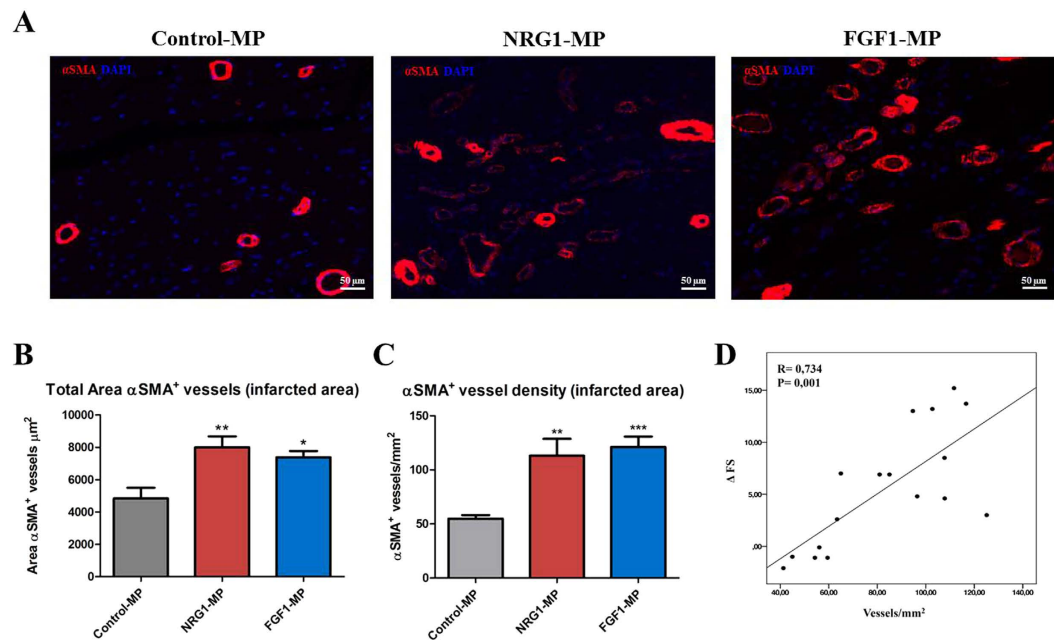 A
Control-MP
NRG1-MP
FGF1-MP
αSMA DAPI
αSMA DAPI
αSMA DAPI
50 µm
50 µm
50 µm
B
Total Area αSMA⁺ vessels (infarcted area)
Area αSMA⁺ vessels µm²
10000
8000
6000
4000
2000
0
**
*
Control-MP
NRG1-MP
FGF1-MP
C
αSMA⁺ vessel density (infarcted area)
αSMA⁺ vessels/mm²
150
100
50
0
**
***
Control-MP
NRG1-MP
FGF1-MP
D
R= 0,734
P= 0,001
Δ FS
15,00
10,00
5,00
,00
40,00 60,00 80,00 100,00 120,00 140,00
Vessels/mm²